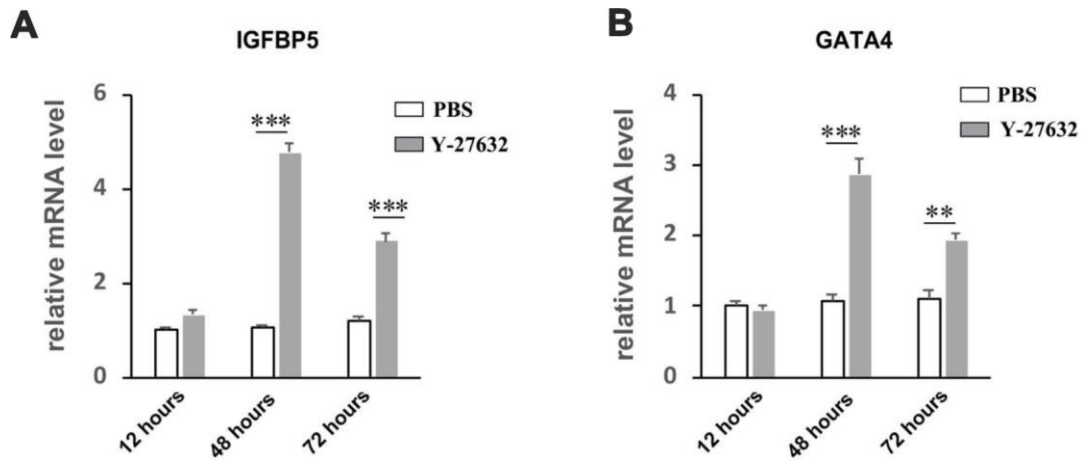 A
IGFBP5
relative mRNA level
6
4
2
0
PBS
Y-27632
***
***
12 hours
48 hours
72 hours
B
GATA4
relative mRNA level
4
3
2
1
0
PBS
Y-27632
***
**
12 hours
48 hours
72 hours